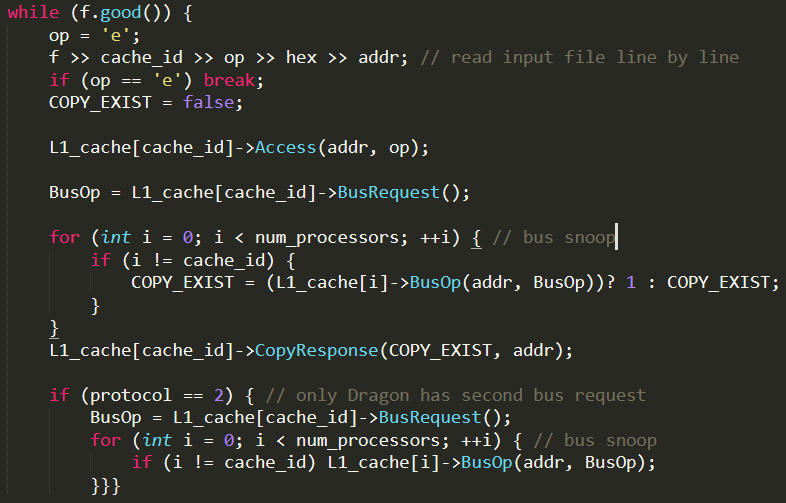 while (f.good()) {
    op = 'e';
    f >> cache_id >> op >> hex >> addr; // read input file line by line
    if (op == 'e') break;
    COPY_EXIST = false;

    L1_cache[cache_id]->Access(addr, op);

    BusOp = L1_cache[cache_id]->BusRequest();

    for (int i = 0; i < num_processors; ++i) { // bus snoop
        if (i != cache_id) {
            COPY_EXIST = (L1_cache[i]->BusOp(addr, BusOp))? 1 : COPY_EXIST;
        }
    }
    L1_cache[cache_id]->CopyResponse(COPY_EXIST, addr);

    if (protocol == 2) { // only Dragon has second bus request
        BusOp = L1_cache[cache_id]->BusRequest();
        for (int i = 0; i < num_processors; ++i) { // bus snoop
            if (i != cache_id) L1_cache[i]->BusOp(addr, BusOp);
        }}}